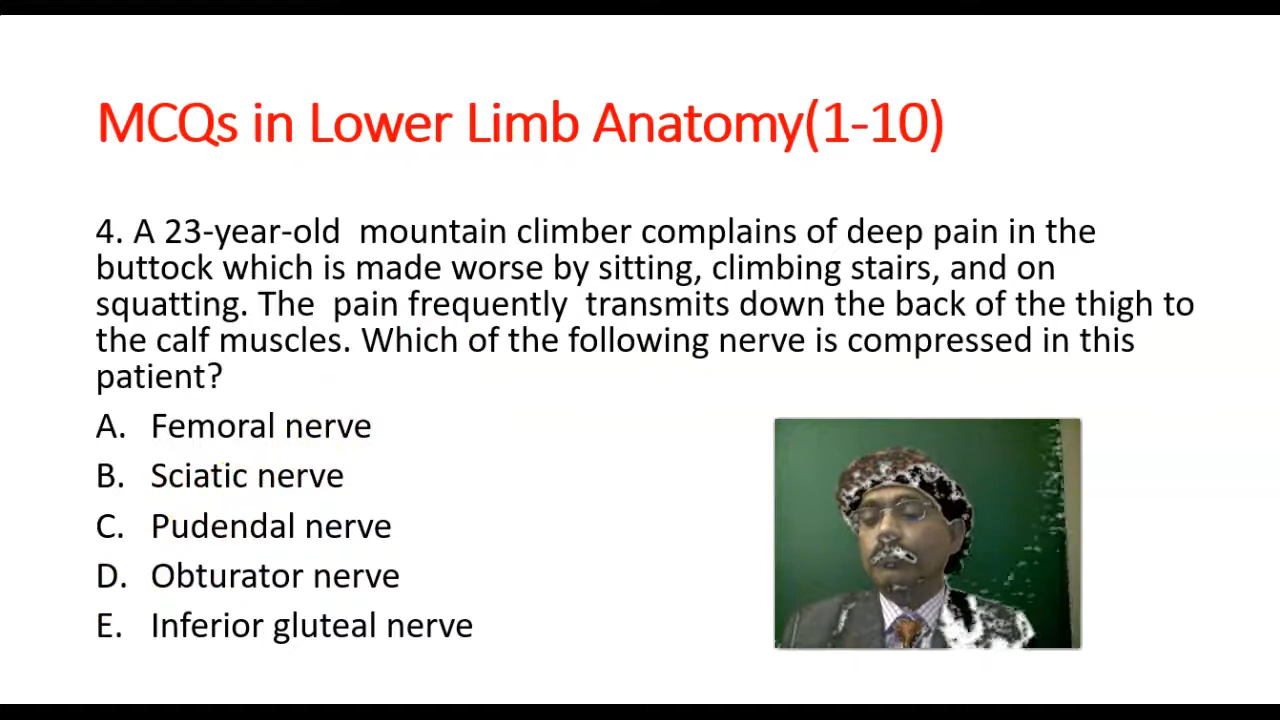 MCQs in Lower Limb Anatomy(1-10)
4. A 23-year-old  mountain climber complains of deep pain in the
buttock which is made worse by sitting, climbing stairs, and on
squatting. The  pain frequently  transmits down the back of the thigh to
the calf muscles. Which of the following nerve is compressed in this
patient?
A. Femoral nerve
B. Sciatic nerve
C. Pudendal nerve
D. Obturator nerve
E. Inferior gluteal nerve